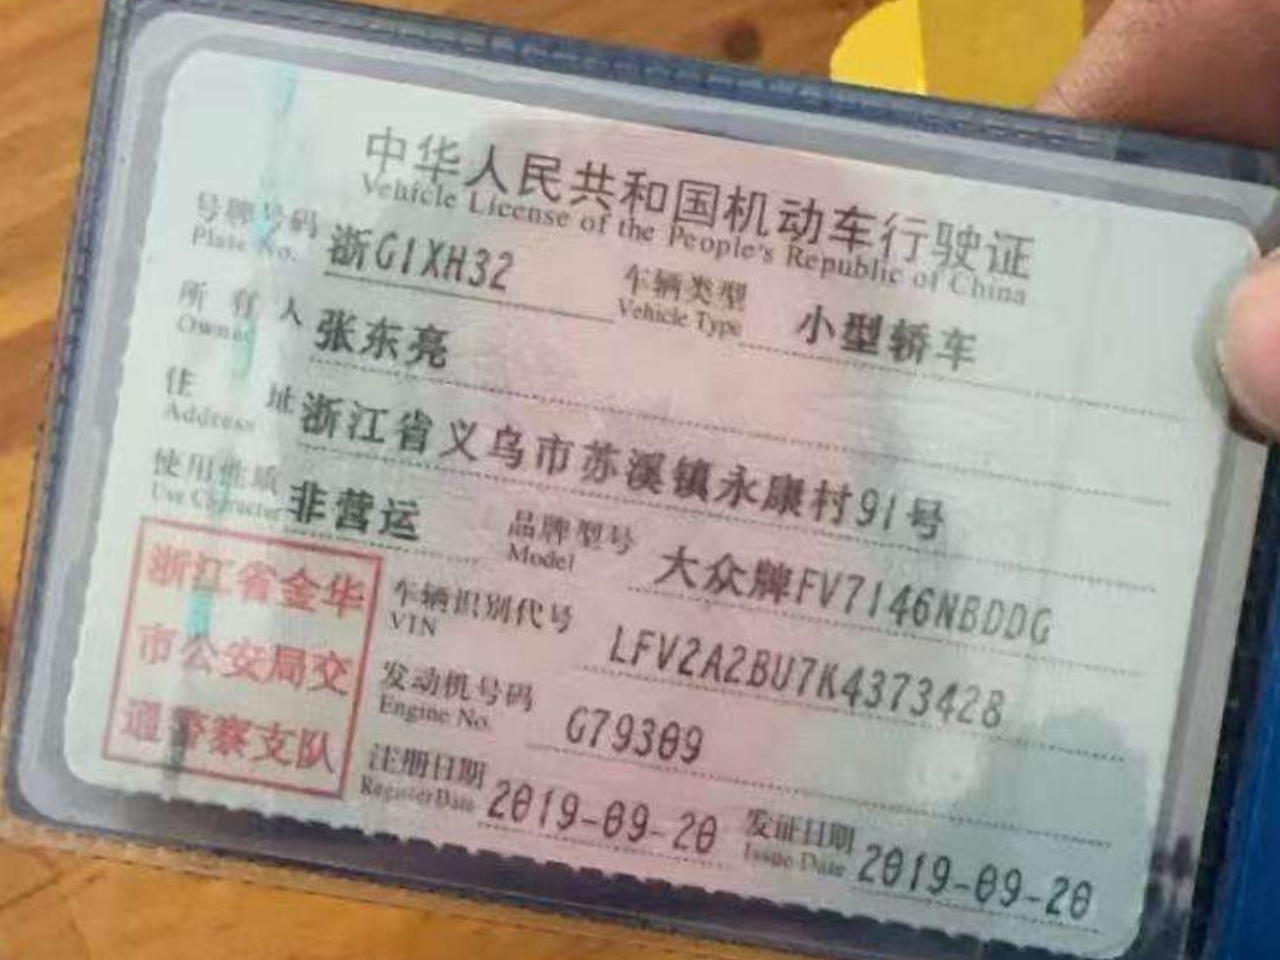 中华人民共和国机动车行驶证
Vehicle License of the People's Republic of China
号牌号码 浙G1XH32 车辆类型 小型轿车
Plate No. Vehicle Type
所有人 张东亮
Owner
住址 浙江省义乌市苏溪镇永康村91号
Address
使用性质 非营运 品牌型号 大众牌FV7146NBDDG
Use Character Model
浙江省金华
市公安局交
通警察支队
车辆识别代号 LFV2A2BU7K4373428
VIN
发动机号码 G79309
Engine No.
注册日期 2019-09-20 发证日期 2019-09-20
Register Date Issue Date